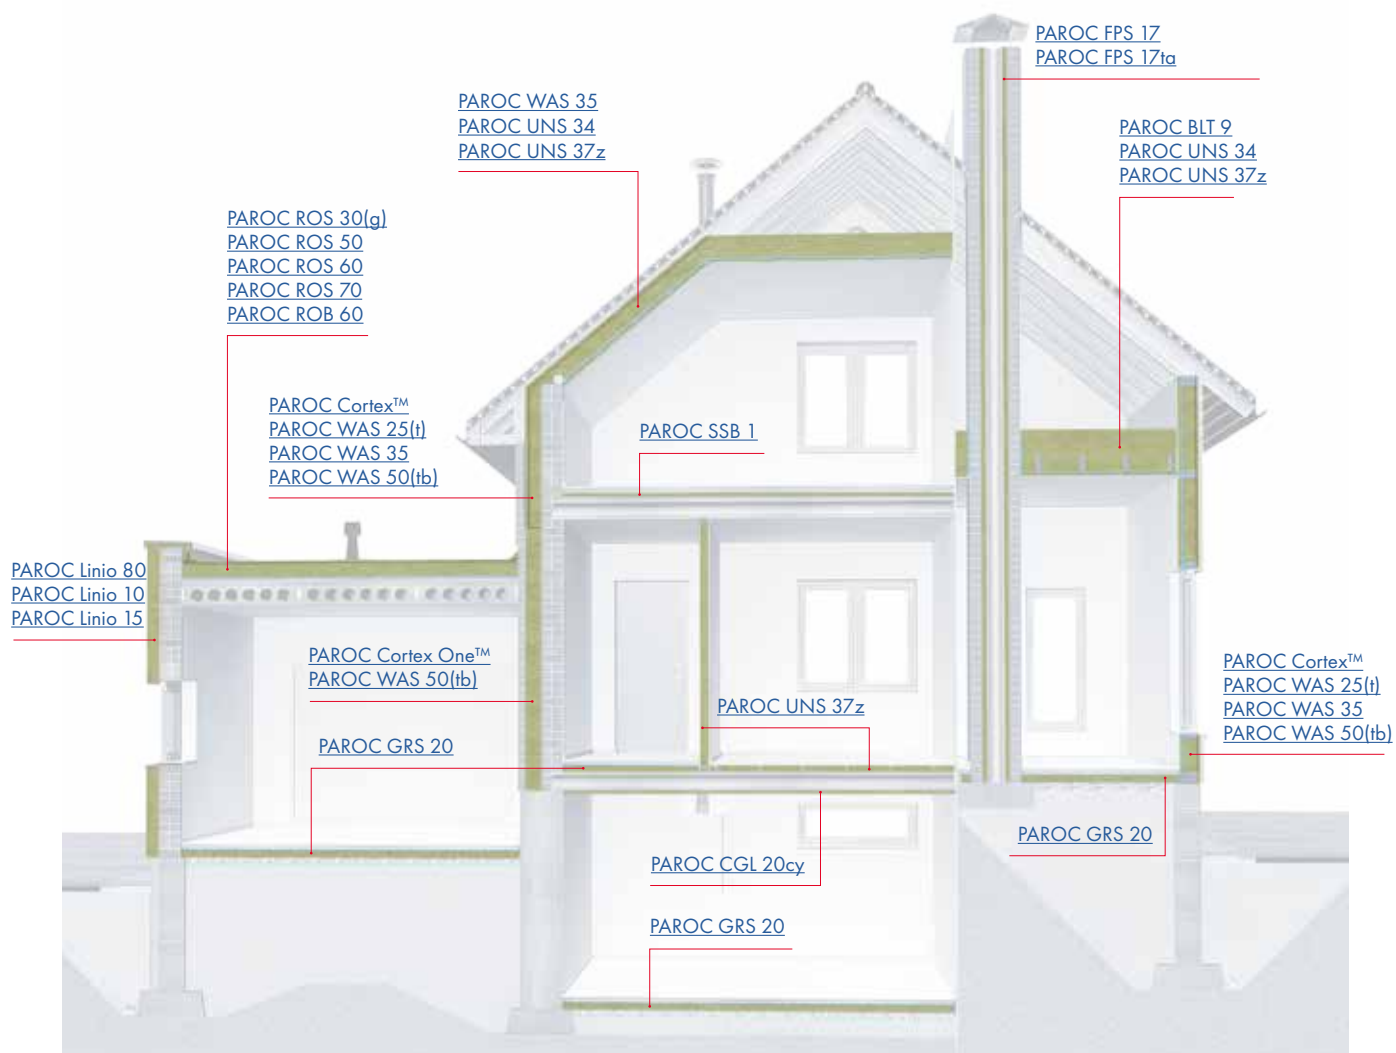 PAROC FPS 17
PAROC FPS 17ta
PAROC WAS 35
PAROC UNS 34
PAROC UNS 37z
PAROC BLT 9
PAROC UNS 34
PAROC UNS 37z
PAROC ROS 30(g)
PAROC ROS 50
PAROC ROS 60
PAROC ROS 70
PAROC ROB 60
PAROC Cortex™
PAROC WAS 25(t)
PAROC WAS 35
PAROC WAS 50(tb)
PAROC SSB 1
PAROC Linio 80
PAROC Linio 10
PAROC Linio 15
PAROC Cortex One™
PAROC WAS 50(tb)
PAROC Cortex™
PAROC WAS 25(t)
PAROC WAS 35
PAROC WAS 50(tb)
PAROC UNS 37z
PAROC GRS 20
PAROC GRS 20
PAROC CGL 20cy
PAROC GRS 20